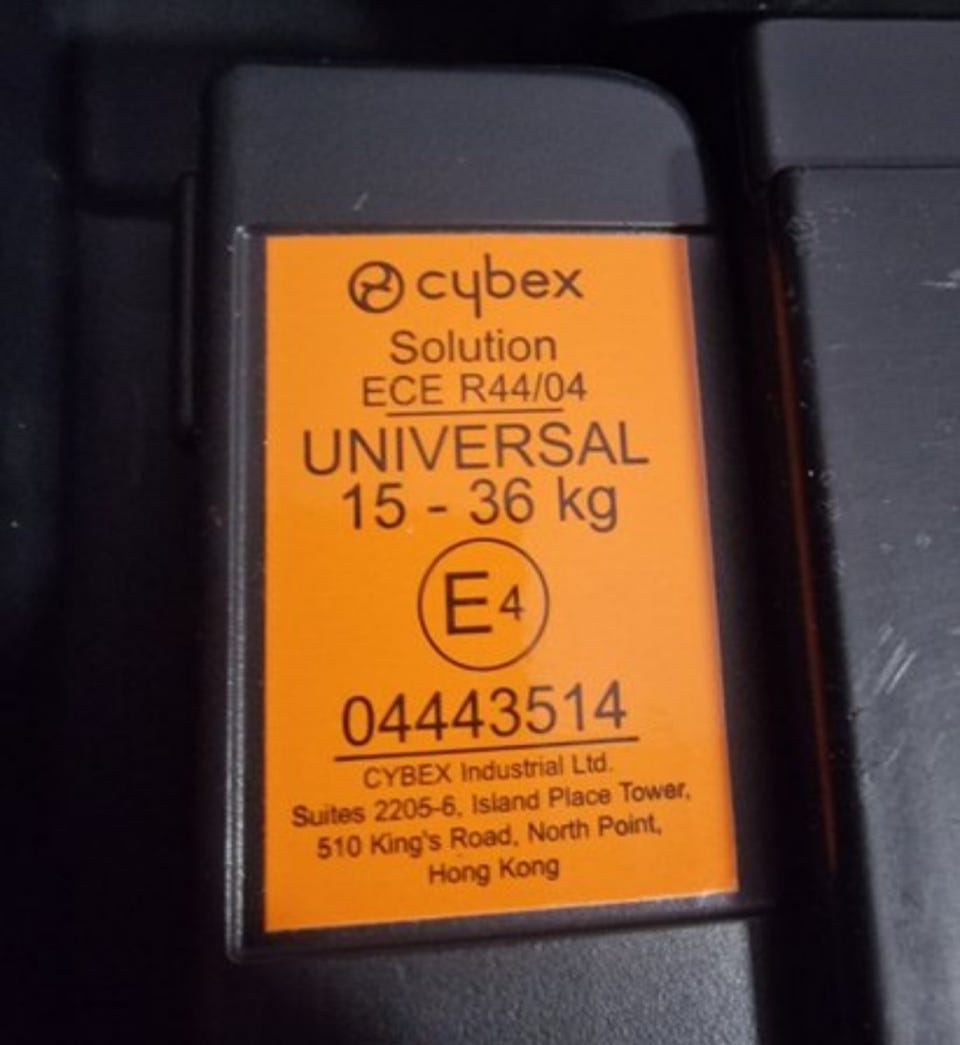 cybex
Solution
ECE R44/04
UNIVERSAL
15 - 36 kg
E4
04443514
CYBEX Industrial Ltd.
Suites 2205-6, Island Place Tower,
510 King's Road, North Point,
Hong Kong